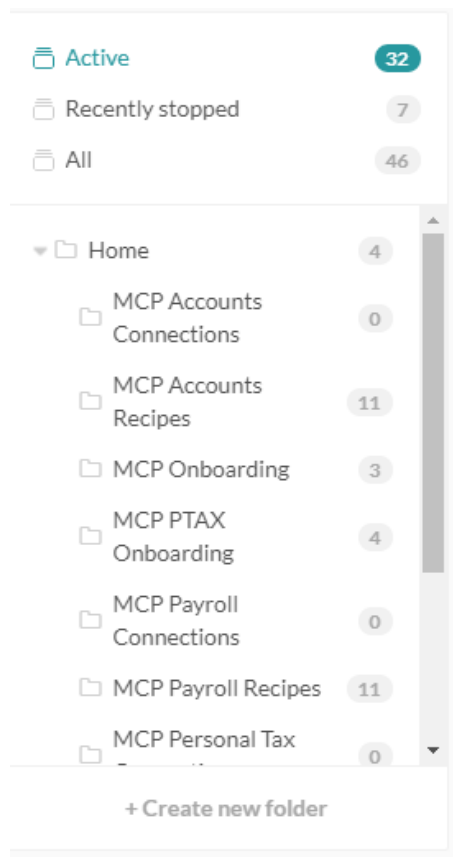 Active 32
Recently stopped 7
All 46
Home 4
MCP Accounts
Connections 0
MCP Accounts
Recipes 11
MCP Onboarding 3
MCP PTAX
Onboarding 4
MCP Payroll
Connections 0
MCP Payroll Recipes 11
MCP Personal Tax
0
+ Create new folder